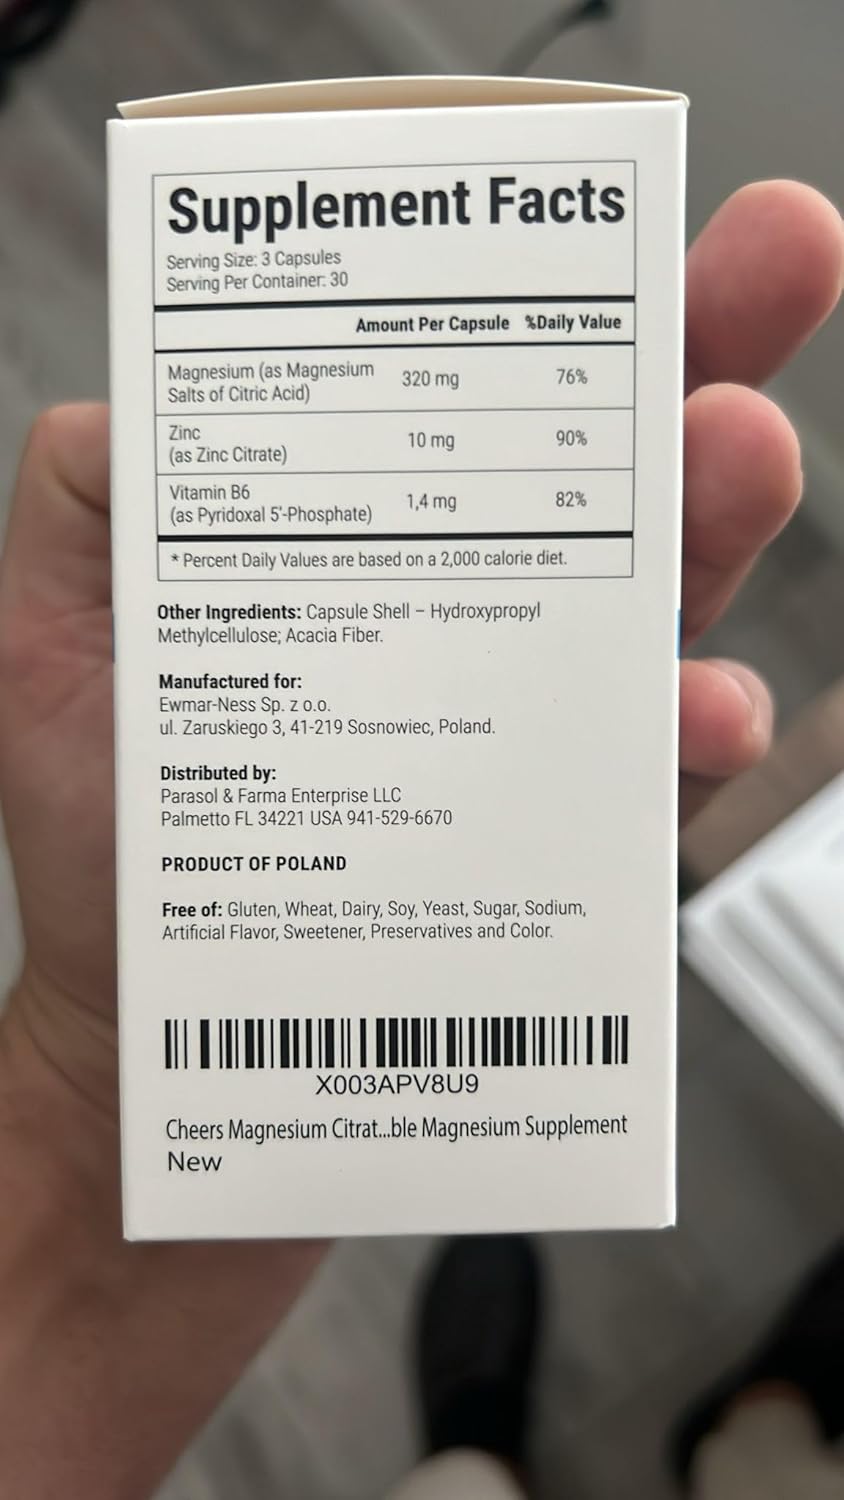 Supplement Facts
Serving Size: 3 Capsules
Serving Per Container: 30
Amount Per Capsule %Daily Value
Magnesium (as Magnesium
Salts of Citric Acid) 320 mg 76%
Zinc
(as Zinc Citrate) 10 mg 90%
Vitamin B6
(as Pyridoxal 5'-Phosphate) 1,4 mg 82%
* Percent Daily Values are based on a 2,000 calorie diet.
Other Ingredients: Capsule Shell – Hydroxypropyl
Methylcellulose; Acacia Fiber.
Manufactured for:
Ewmar-Ness Sp. z o.o.
ul. Zaruskiego 3, 41-219 Sosnowiec, Poland.
Distributed by:
Parasol & Farma Enterprise LLC
Palmetto FL 34221 USA 941-529-6670
PRODUCT OF POLAND
Free of: Gluten, Wheat, Dairy, Soy, Yeast, Sugar, Sodium,
Artificial Flavor, Sweetener, Preservatives and Color.
X003APV8U9
Cheers Magnesium Citrat...ble Magnesium Supplement
New